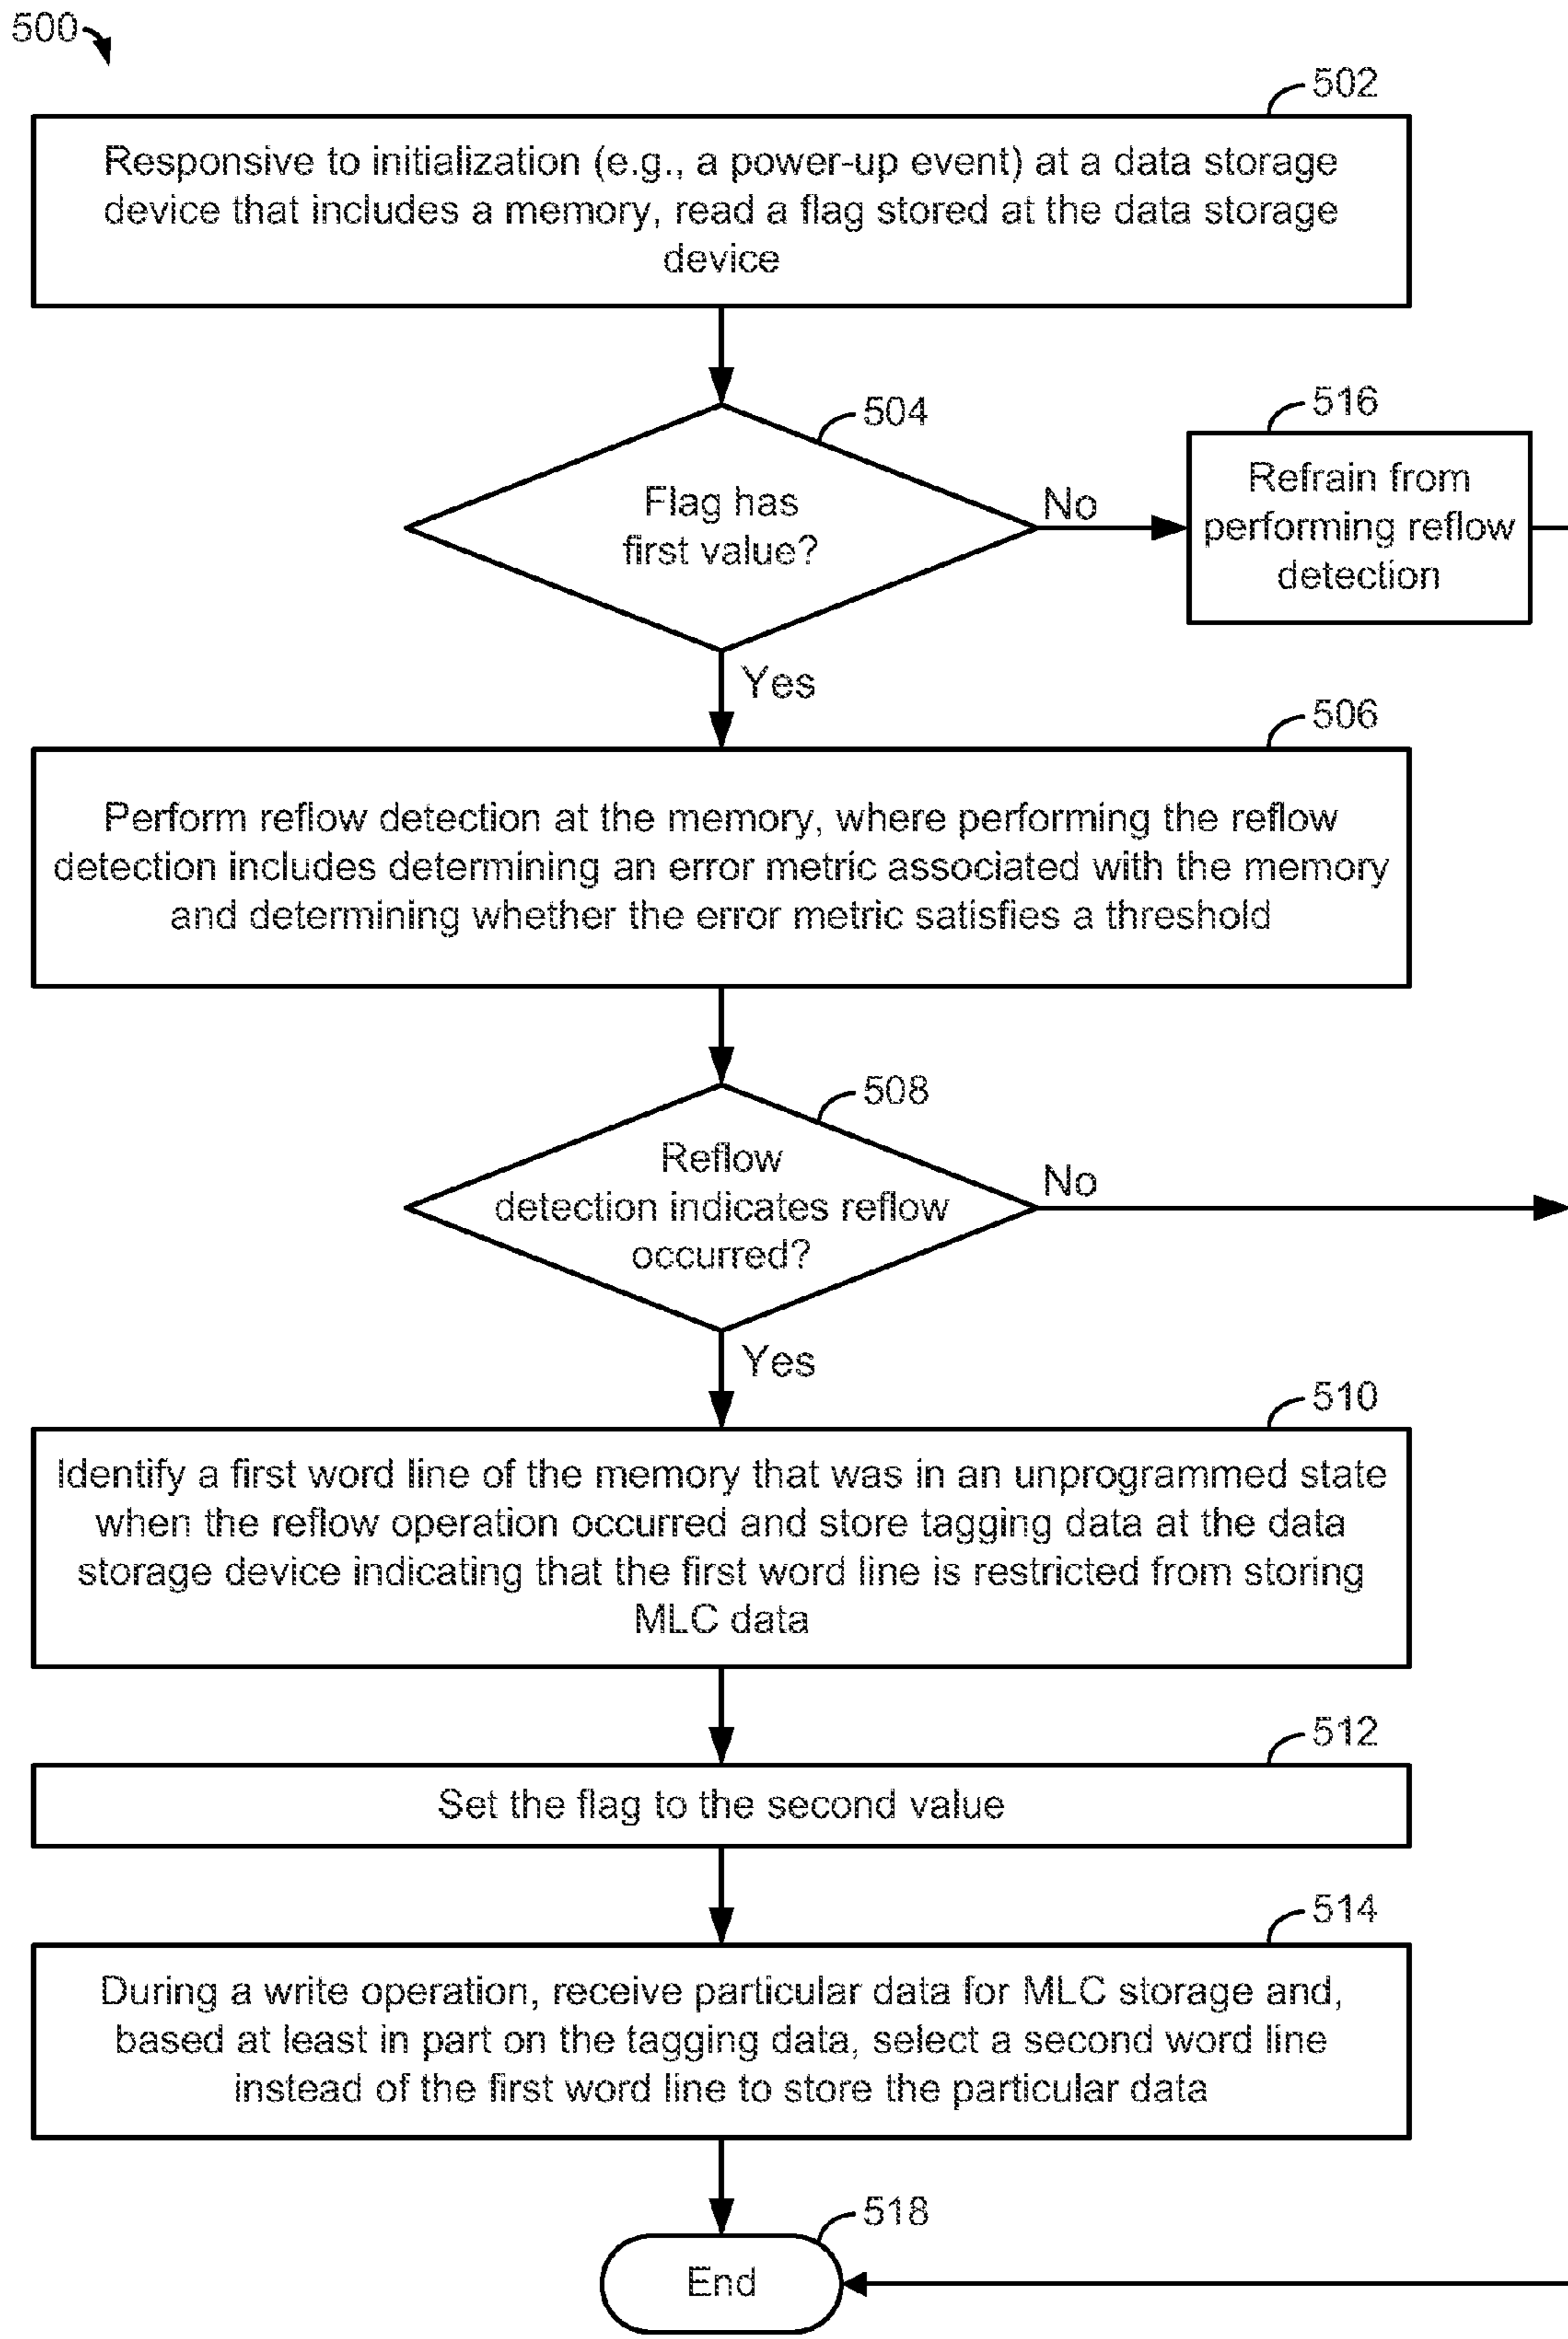 500
502
Responsive to initialization (e.g., a power-up event) at a data storage
device that includes a memory, read a flag stored at the data storage
device
504
Flag has
first value?
No
516
Refrain from
performing reflow
detection
Yes
506
Perform reflow detection at the memory, where performing the reflow
detection includes determining an error metric associated with the memory
and determining whether the error metric satisfies a threshold
508
Reflow
detection indicates reflow
occurred?
No
Yes
510
Identify a first word line of the memory that was in an unprogrammed state
when the reflow operation occurred and store tagging data at the data
storage device indicating that the first word line is restricted from storing
MLC data
512
Set the flag to the second value
514
During a write operation, receive particular data for MLC storage and,
based at least in part on the tagging data, select a second word line
instead of the first word line to store the particular data
518
End